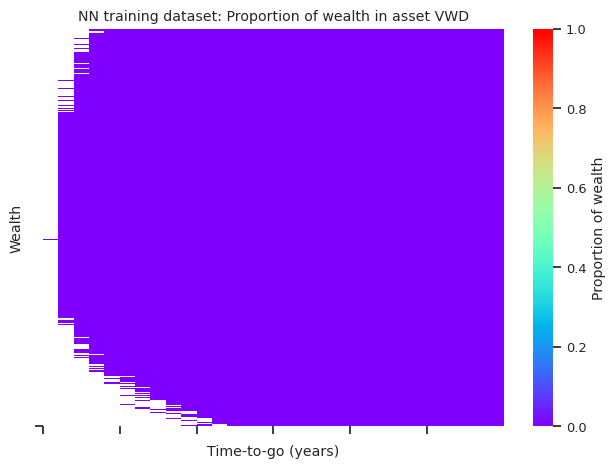 NN training dataset: Proportion of wealth in asset VWD
Wealth
Time-to-go (years)
1.0
0.8
0.6
0.4
0.2
0.0
Proportion of wealth